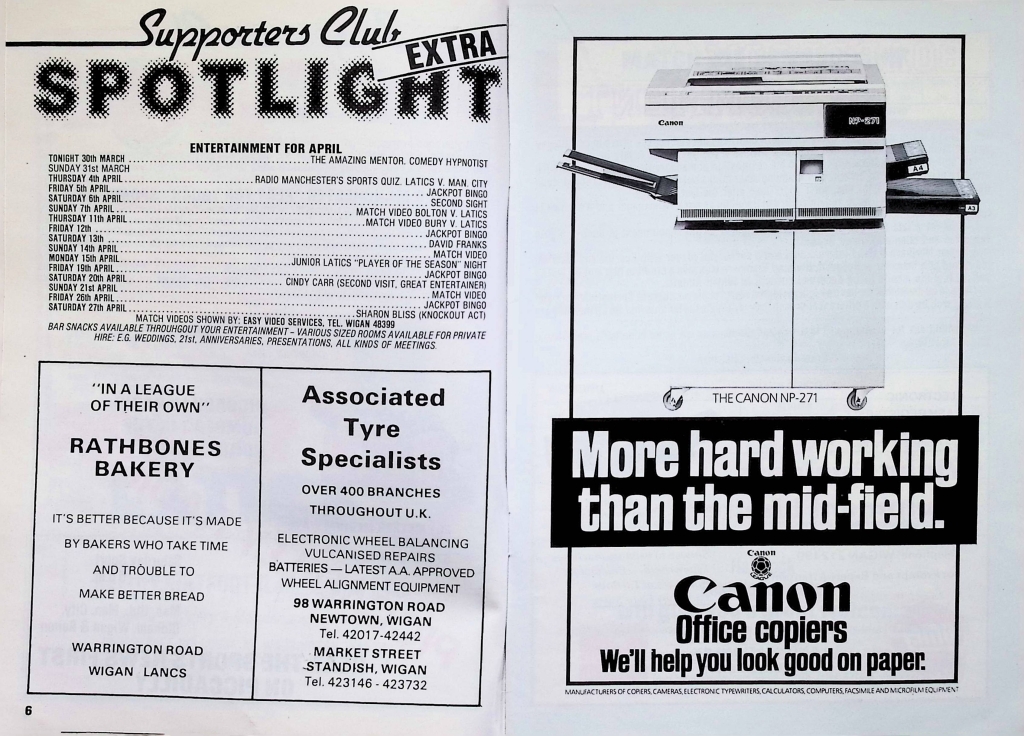 Supporters Club
EXTRA
SPOTLIGHT
ENTERTAINMENT FOR APRIL
TONIGHT 30th MARCH ... THE AMAZING MENTOR. COMEDY HYPNOTIST
SUNDAY 31st MARCH
THURSDAY 4th APRIL ... RADIO MANCHESTER'S SPORTS QUIZ. LATICS V. MAN. CITY
FRIDAY 5th APRIL ... JACKPOT BINGO
SATURDAY 6th APRIL ... SECOND SIGHT
SUNDAY 7th APRIL ... MATCH VIDEO BOLTON V. LATICS
THURSDAY 11th APRIL ... MATCH VIDEO BURY V. LATICS
FRIDAY 12th ... JACKPOT BINGO
SATURDAY 13th ... DAVID FRANKS
SUNDAY 14th APRIL ... MATCH VIDEO
MONDAY 15th APRIL ... JUNIOR LATICS "PLAYER OF THE SEASON" NIGHT
FRIDAY 19th APRIL ... JACKPOT BINGO
SATURDAY 20th APRIL ... CINDY CARR (SECOND VISIT, GREAT ENTERTAINER)
SUNDAY 21st APRIL ... MATCH VIDEO
FRIDAY 26th APRIL ... JACKPOT BINGO
SATURDAY 27th APRIL ... SHARON BLISS (KNOCKOUT ACT)
MATCH VIDEOS SHOWN BY: EASY VIDEO SERVICES, TEL. WIGAN 48399
BAR SNACKS AVAILABLE THROUIHGOUT YOUR ENTERTAINMENT – VARIOUS SIZED ROOMS AVAILABLE FOR PRIVATE
HIRE: E.G. WEDDINGS, 21st, ANNIVERSARIES, PRESENTATIONS, ALL KINDS OF MEETINGS.
"IN A LEAGUE
OF THEIR OWN"
RATHBONES
BAKERY
IT'S BETTER BECAUSE IT'S MADE
BY BAKERS WHO TAKE TIME
AND TROUBLE TO
MAKE BETTER BREAD
WARRINGTON ROAD
WIGAN LANCS
Associated
Tyre
Specialists
OVER 400 BRANCHES
THROUGHOUT U.K.
ELECTRONIC WHEEL BALANCING
VULCANISED REPAIRS
BATTERIES — LATEST A.A. APPROVED
WHEEL ALIGNMENT EQUIPMENT
98 WARRINGTON ROAD
NEWTOWN, WIGAN
Tel. 42017-42442
MARKET STREET
STANDISH, WIGAN
Tel. 423146 - 423732
6
Canon
NP-271
A4
A3
THE CANON NP-271
More hard working
than the mid-field.
Canon
LEAGUE
Canon
Office copiers
We'll help you look good on paper.
MANUFACTURERS OF COPIERS, CAMERAS, ELECTRONIC TYPEWRITERS, CALCULATORS, COMPUTERS, FACSIMILE AND MICROFILM EQUIPMENT